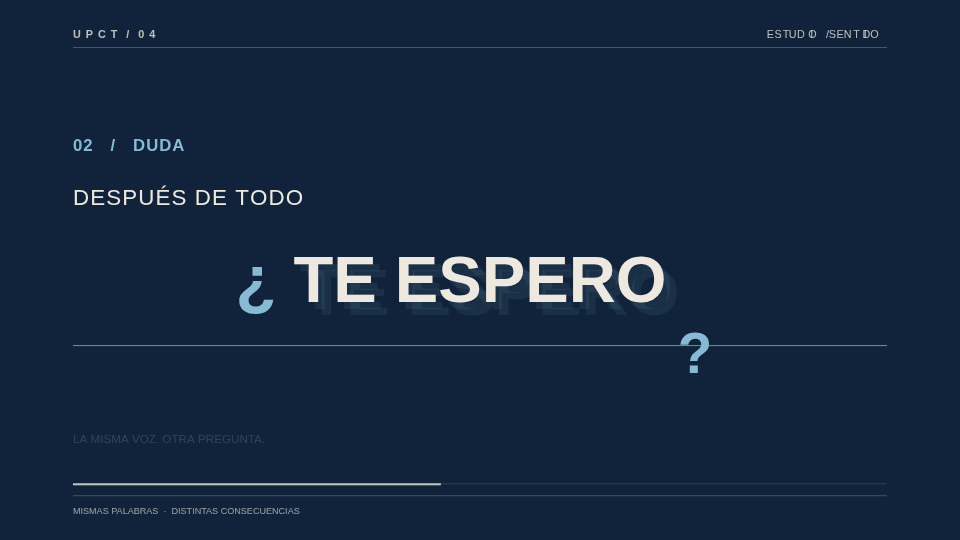 UPCT / 04
ESTUDIO /SENTIDO
02 / DUDA
DESPUÉS DE TODO
¿ TE ESPERO
?
LA MISMA VOZ. OTRA PREGUNTA.
MISMAS PALABRAS · DISTINTAS CONSECUENCIAS